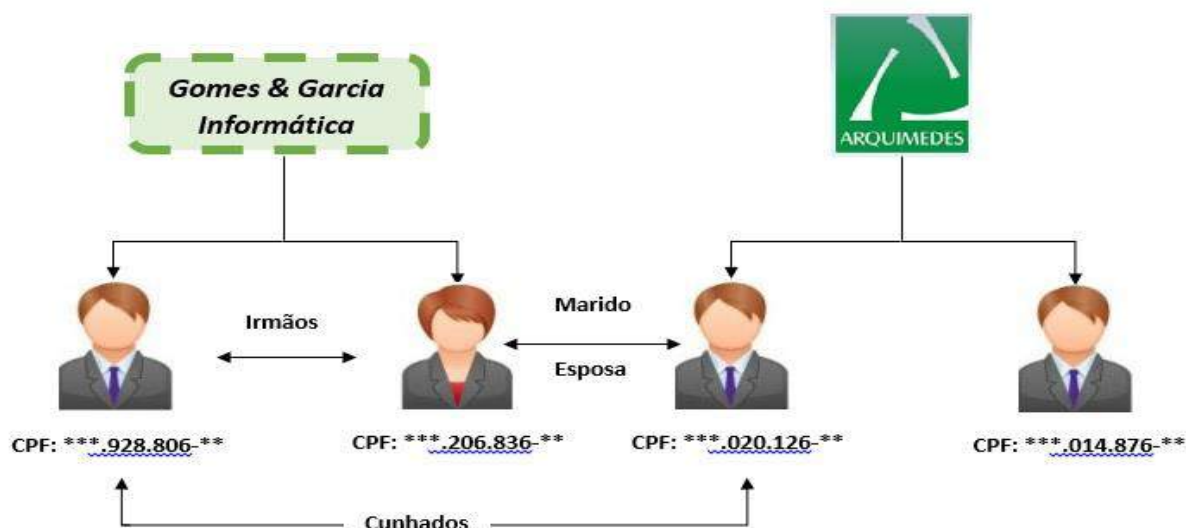 Gomes & Garcia
Informática
ARQUIMEDES
Irmãos
Marido
Esposa
CPF: ***.928.806-**
CPF: ***.206.836-**
CPF: ***.020.126-**
CPF: ***.014.876-**
Cunhados